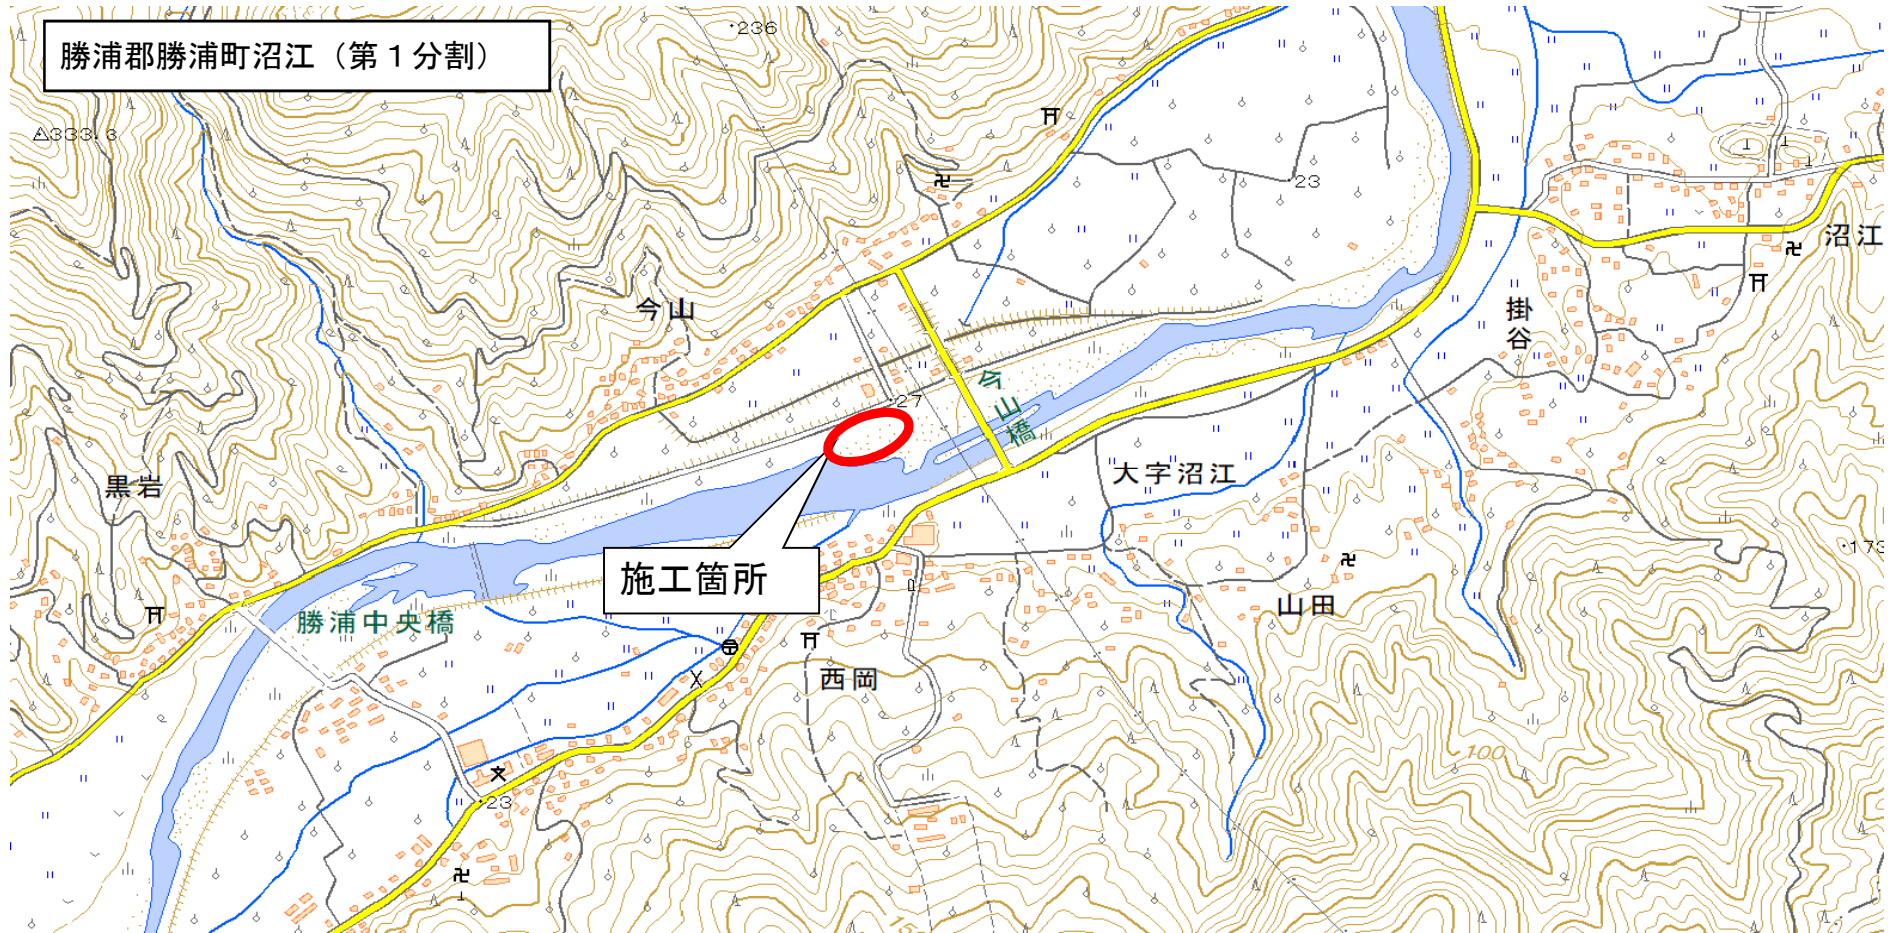 勝浦郡勝浦町沼江（第１分割）
236
333.3
23
沼江
今山
掛谷
27
今山橋
大字沼江
黒岩
173
施工箇所
勝浦中央橋
山田
西岡
100
23